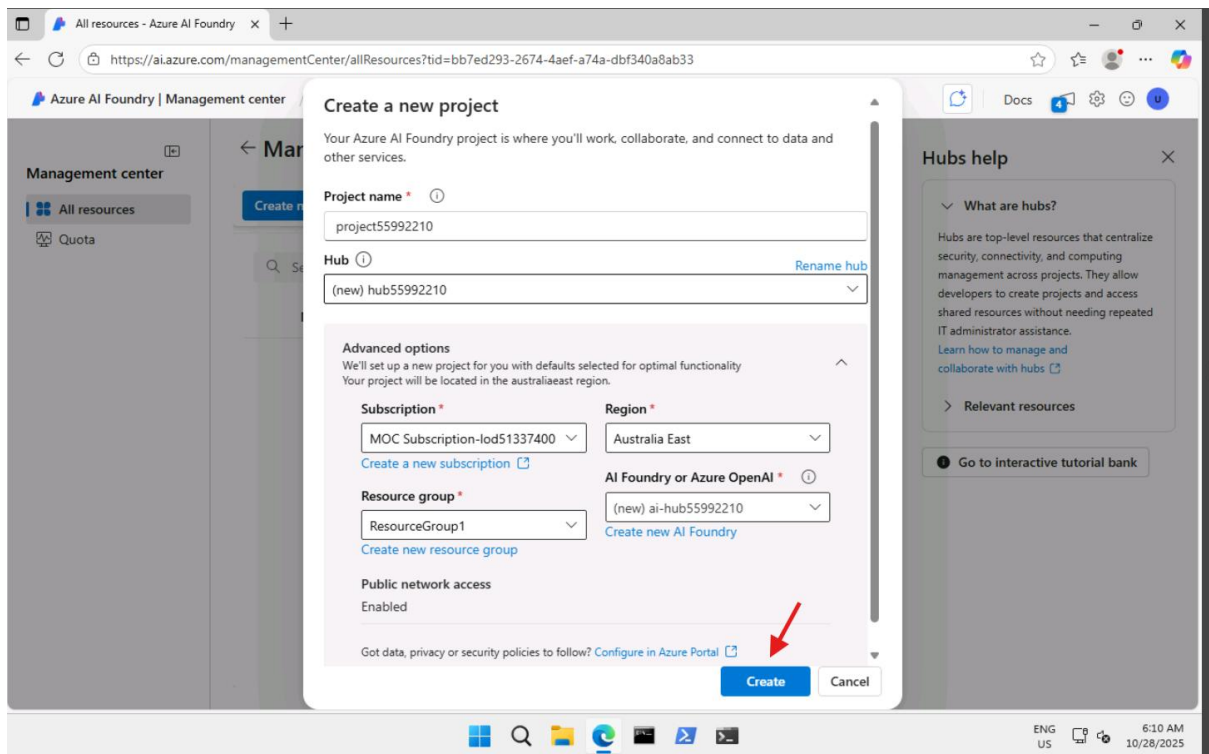 All resources - Azure AI Foundry
https://ai.azure.com/managementCenter/allResources?tid=bb7ed293-2674-4aef-a74a-dbf340a8ab33
Azure AI Foundry | Management center
/
Docs
4
U
Management center
All resources
Quota
Mar
Create n
Se
Create a new project
Your Azure AI Foundry project is where you'll work, collaborate, and connect to data and
other services.
Project name *
project55992210
Hub
Rename hub
(new) hub55992210
Advanced options
We'll set up a new project for you with defaults selected for optimal functionality
Your project will be located in the australiaeast region.
Subscription *
MOC Subscription-lod51337400
Create a new subscription
Region *
Australia East
Resource group *
ResourceGroup1
Create new resource group
AI Foundry or Azure OpenAI *
(new) ai-hub55992210
Create new AI Foundry
Public network access
Enabled
Got data, privacy or security policies to follow? Configure in Azure Portal
Create
Cancel
Hubs help
What are hubs?
Hubs are top-level resources that centralize
security, connectivity, and computing
management across projects. They allow
developers to create projects and access
shared resources without needing repeated
IT administrator assistance.
Learn how to manage and
collaborate with hubs
Relevant resources
Go to interactive tutorial bank
ENG
US
6:10 AM
10/28/2025